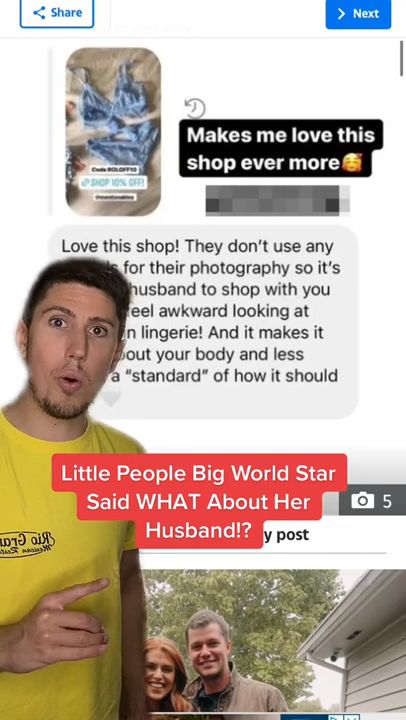 Share
Next
Code ROLOFF10
SHOP 10% OFF!
Makes me love this
shop ever more🥰
Love this shop! They don't use any
for their photography so it's
husband to shop with you
feel awkward looking at
lingerie! And it makes it
your body and less
a "standard" of how it should
Little People Big World Star
Said WHAT About Her
Husband!?
5
post